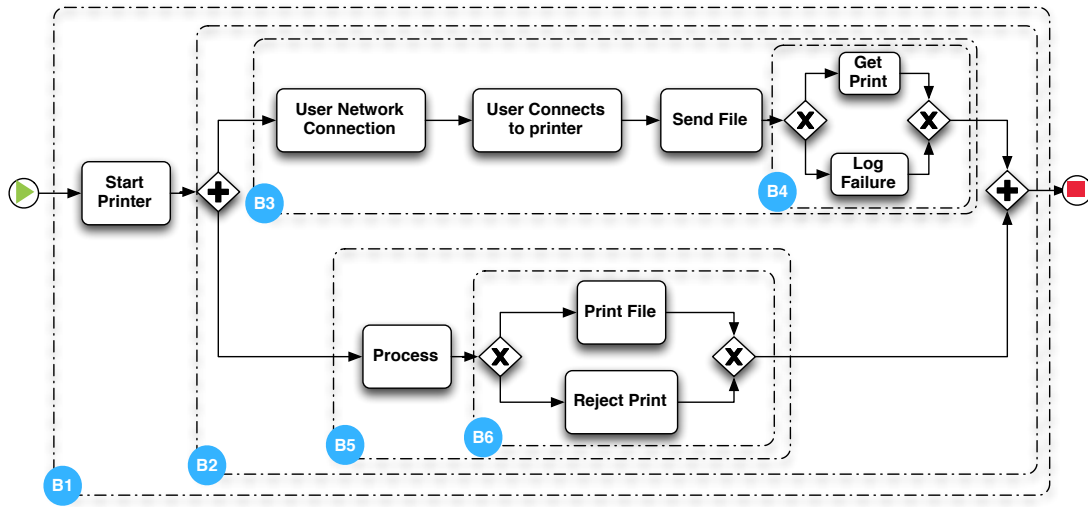 Get
Print
User Network
Connection
User Connects
to printer
Send File
X
X
Log
Failure
Start
Printer
+
+
B3
B4
Print File
Process
X
X
Reject Print
B5
B6
B2
B1